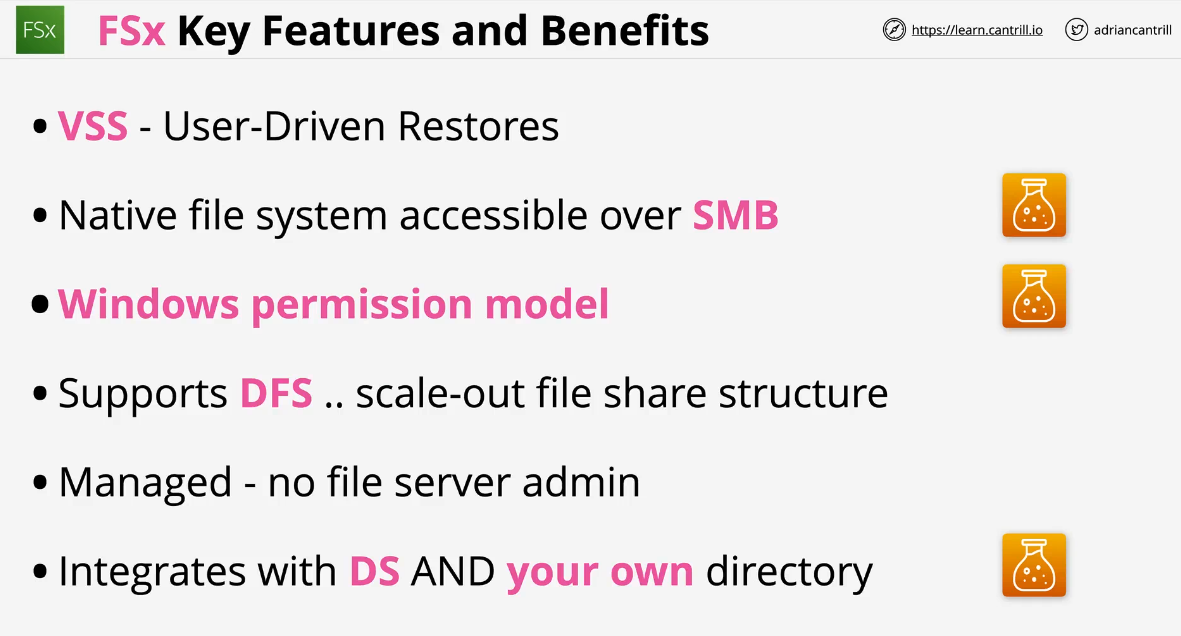 FSx
FSx Key Features and Benefits
https://learn.cantrill.io
adriancantrill
• VSS - User-Driven Restores
• Native file system accessible over SMB
• Windows permission model
• Supports DFS .. scale-out file share structure
• Managed - no file server admin
• Integrates with DS AND your own directory